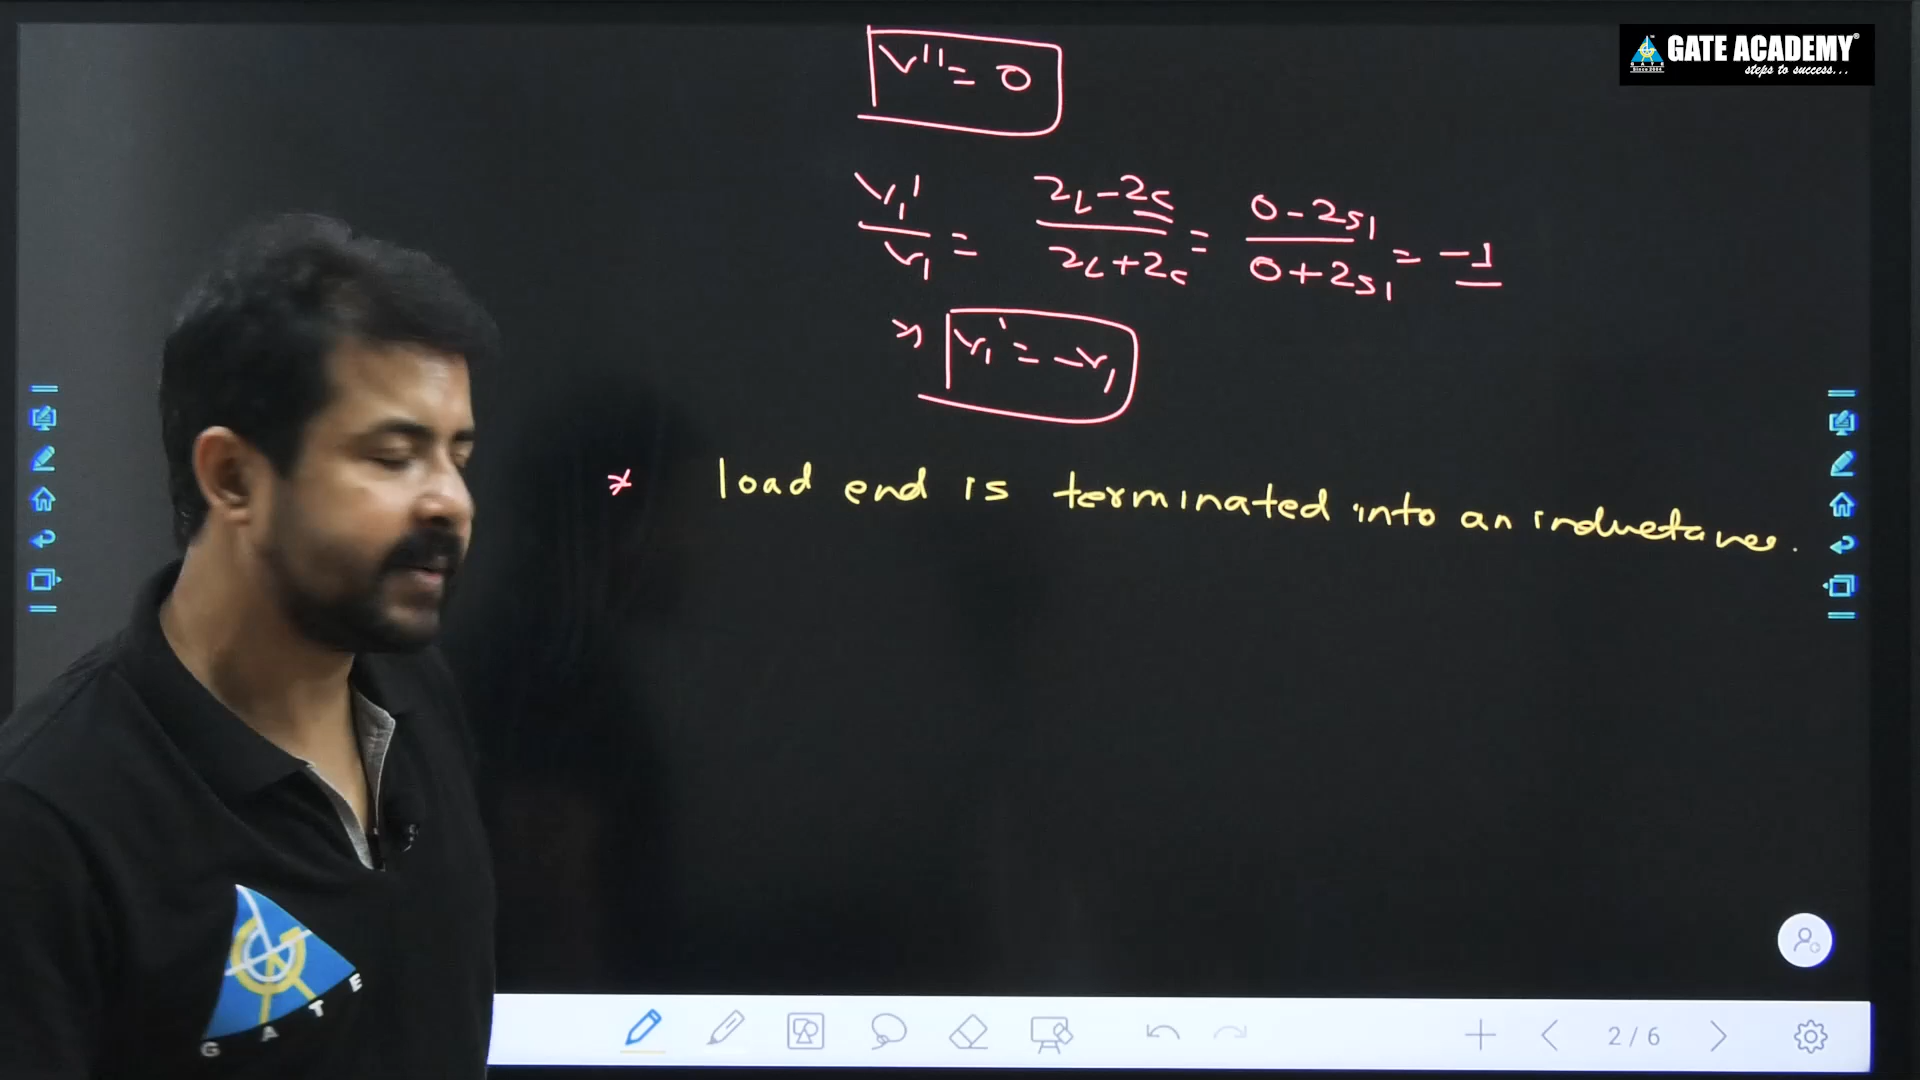 GATE ACADEMY®
steps to success...
V'' = 0
V₁'/V₁ = (Z_L - Z_C)/(Z_L + Z_C) = (0 - Z_S1)/(0 + Z_S1) = -1
V₁' = -V₁
* load end is terminated into an inductance.
GATE
2/6